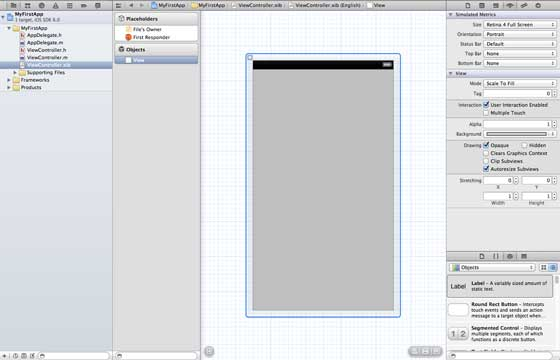 MyFirstApp
MyFirstApp
ViewController.xib
ViewController.xib (English)
View
MyFirstApp
1 target, iOS SDK 6.0
MyFirstApp
AppDelegate.h
AppDelegate.m
ViewController.h
ViewController.m
ViewController.xib
Supporting Files
Frameworks
Products
Placeholders
File's Owner
First Responder
Objects
View
Simulated Metrics
Size Retina 4 Full Screen
Orientation Portrait
Status Bar Default
Top Bar None
Bottom Bar None
View
Mode Scale To Fill
Tag 0
Interaction User Interaction Enabled
Multiple Touch
Alpha 1
Background
Drawing Opaque Hidden
Clears Graphics Context
Clip Subviews
Autoresize Subviews
Stretching 0 0
X Y
1 1
Width Height
Objects
Label
Label - A variably sized amount of
static text.
Round Rect Button - Intercepts
touch events and sends an action
message to a target object when...
1 2
Segmented Control - Displays
multiple segments, each of which
functions as a discrete button.